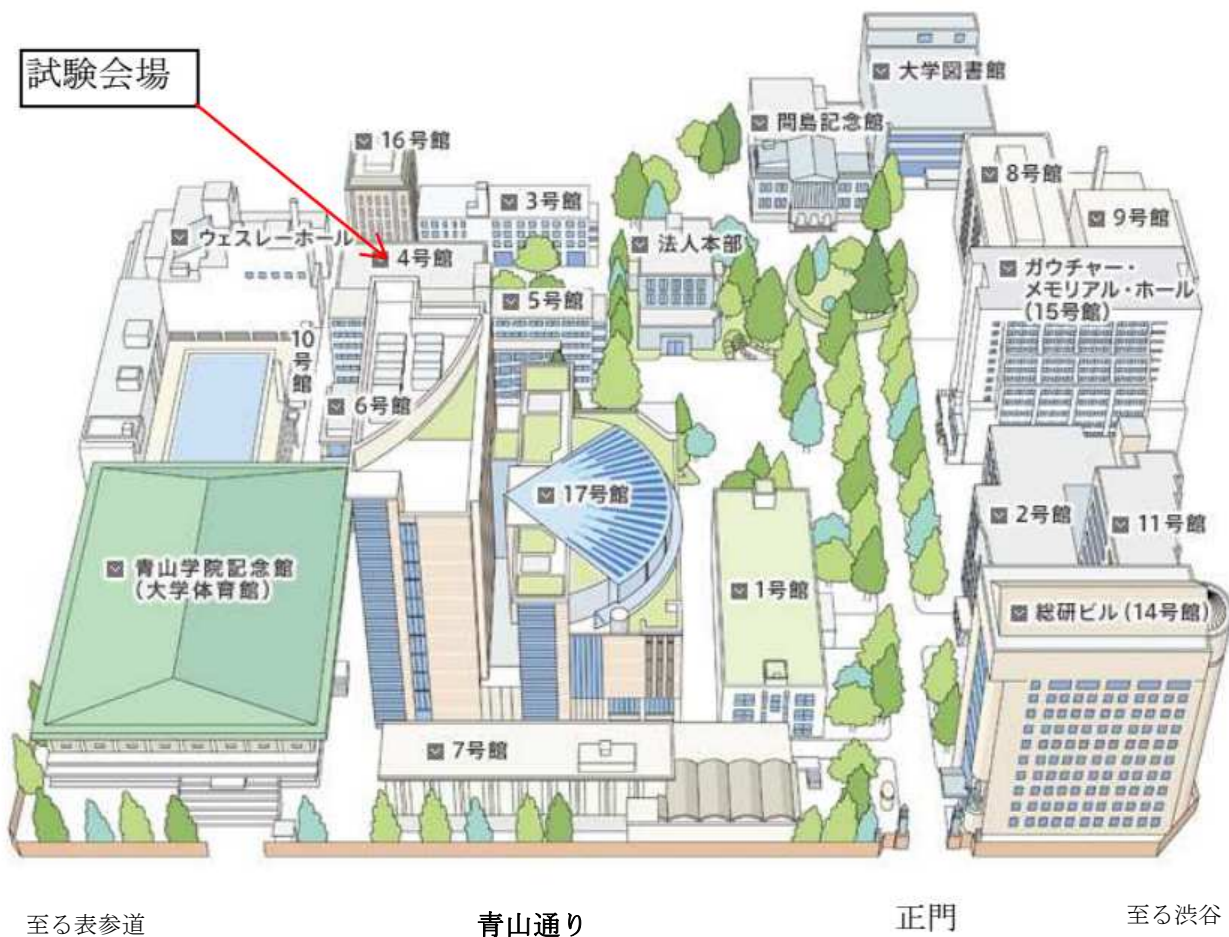 試験会場
大学図書館
間島記念館
16号館
8号館
3号館
9号館
ウェスレーホール
4号館
法人本部
ガウチャー・
メモリアル・ホール
(15号館)
5号館
10号館
6号館
17号館
2号館
11号館
青山学院記念館
(大学体育館)
1号館
総研ビル(14号館)
7号館
至る表参道
青山通り
正門
至る渋谷